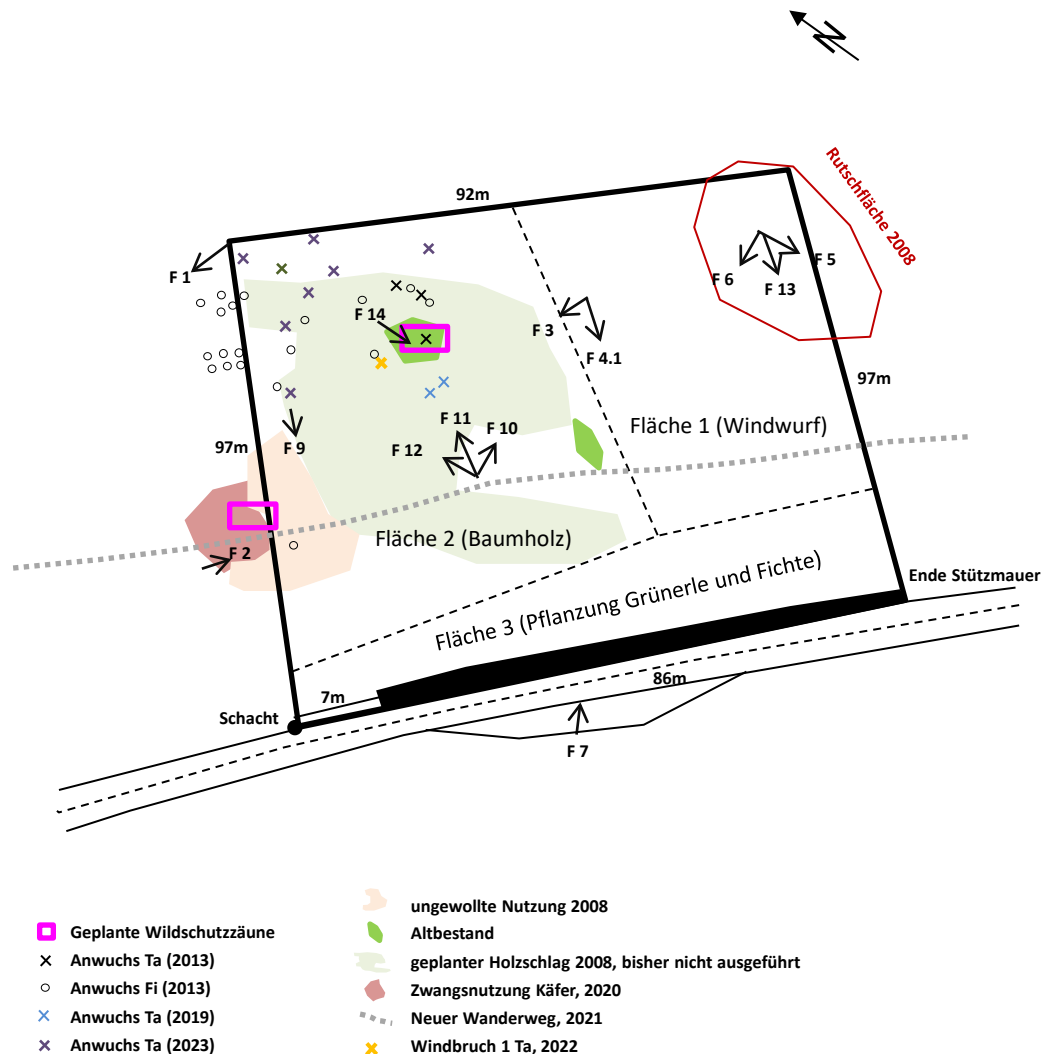 N
92m
Rutschfläche 2008
F 1
F 5
F 6
F 13
F 14
F 3
F 4.1
97m
F 11
F 10
Fläche 1 (Windwurf)
97m
F 9
F 12
Fläche 2 (Baumholz)
F 2
Ende Stützmauer
Fläche 3 (Pflanzung Grünerle und Fichte)
86m
7m
Schacht
F 7
Geplante Wildschutzzäune
Anwuchs Ta (2013)
Anwuchs Fi (2013)
Anwuchs Ta (2019)
Anwuchs Ta (2023)
ungewollte Nutzung 2008
Altbestand
geplanter Holzschlag 2008, bisher nicht ausgeführt
Zwangsnutzung Käfer, 2020
Neuer Wanderweg, 2021
Windbruch 1 Ta, 2022